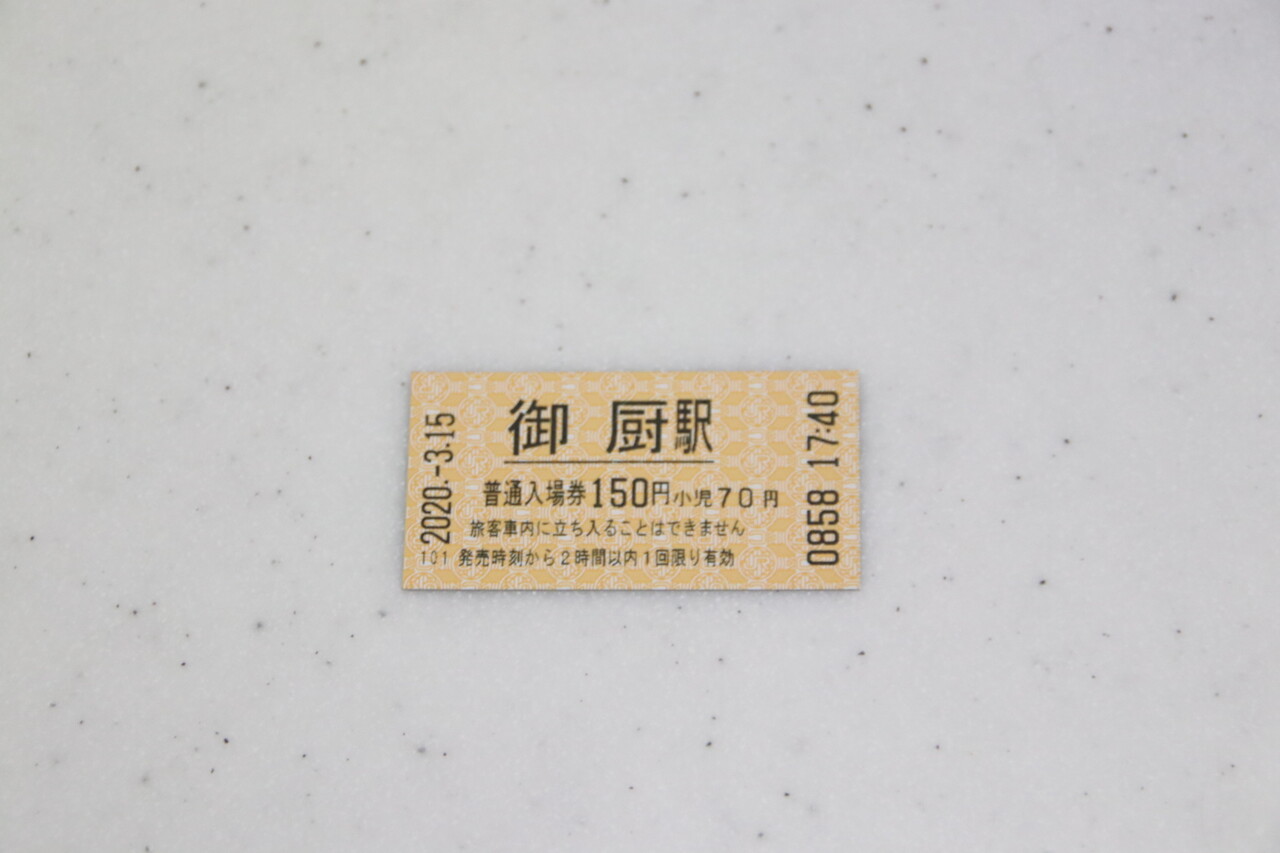 御厨駅
普通入場券150円小児70円
旅客車内に立ち入ることはできません
101 発売時刻から2時間以内1回限り有効
2020.-3.15
0858 17:40